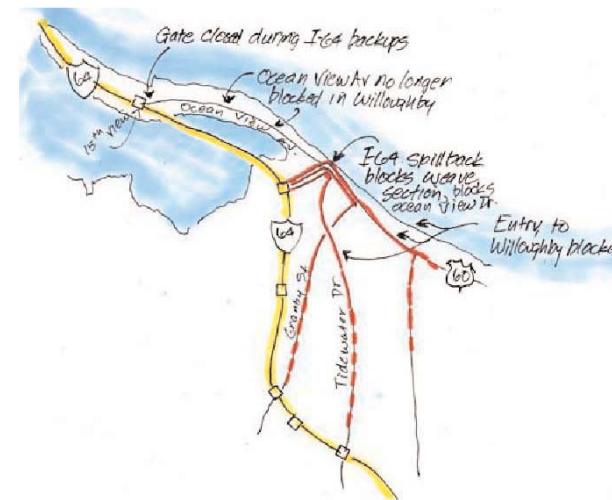 Gate closed during I-64 backups
Ocean View Av no longer
blocked in Willoughby
64
Ocean View Av.
15th View
I-64 spillback
blocks weave
section, blocks
Ocean View Dr.
Entry to
Willoughby blocke
64
60
Granby St
Tidewater Dr